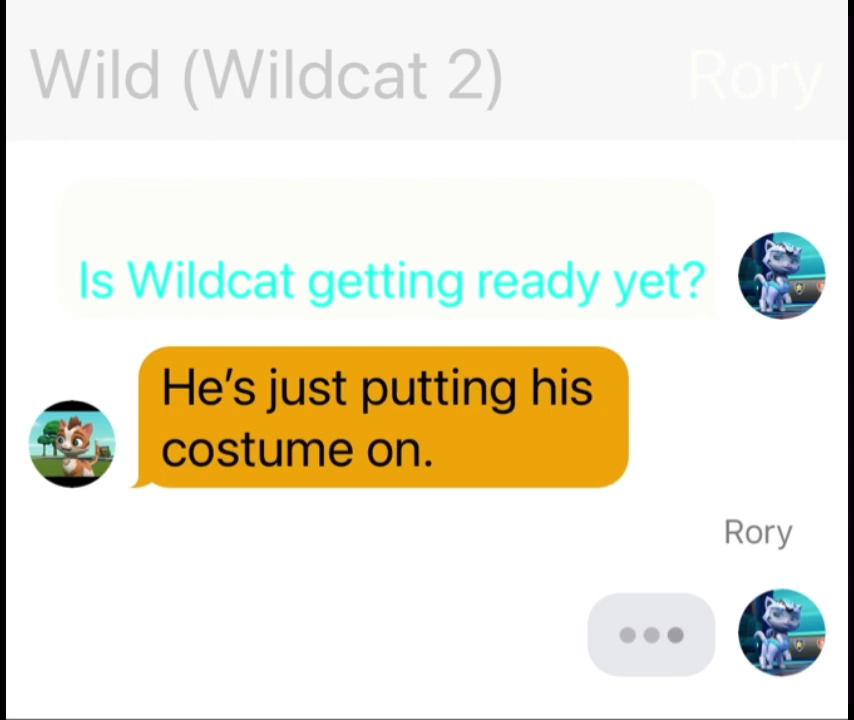 Wild (Wildcat 2) Rory
Is Wildcat getting ready yet?
He’s just putting his
costume on.
Rory